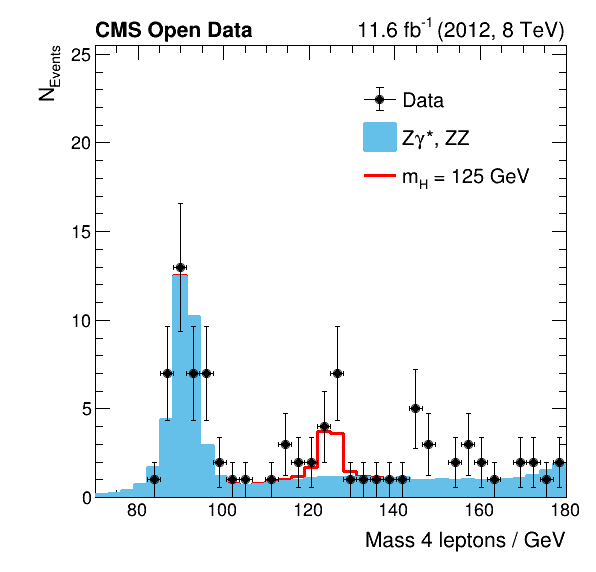 CMS Open Data 11.6 fb⁻¹ (2012, 8 TeV)
N_Events
25
20
15
10
5
0
Data
Zγ*, ZZ
m_H = 125 GeV
80 100 120 140 160 180
Mass 4 leptons / GeV